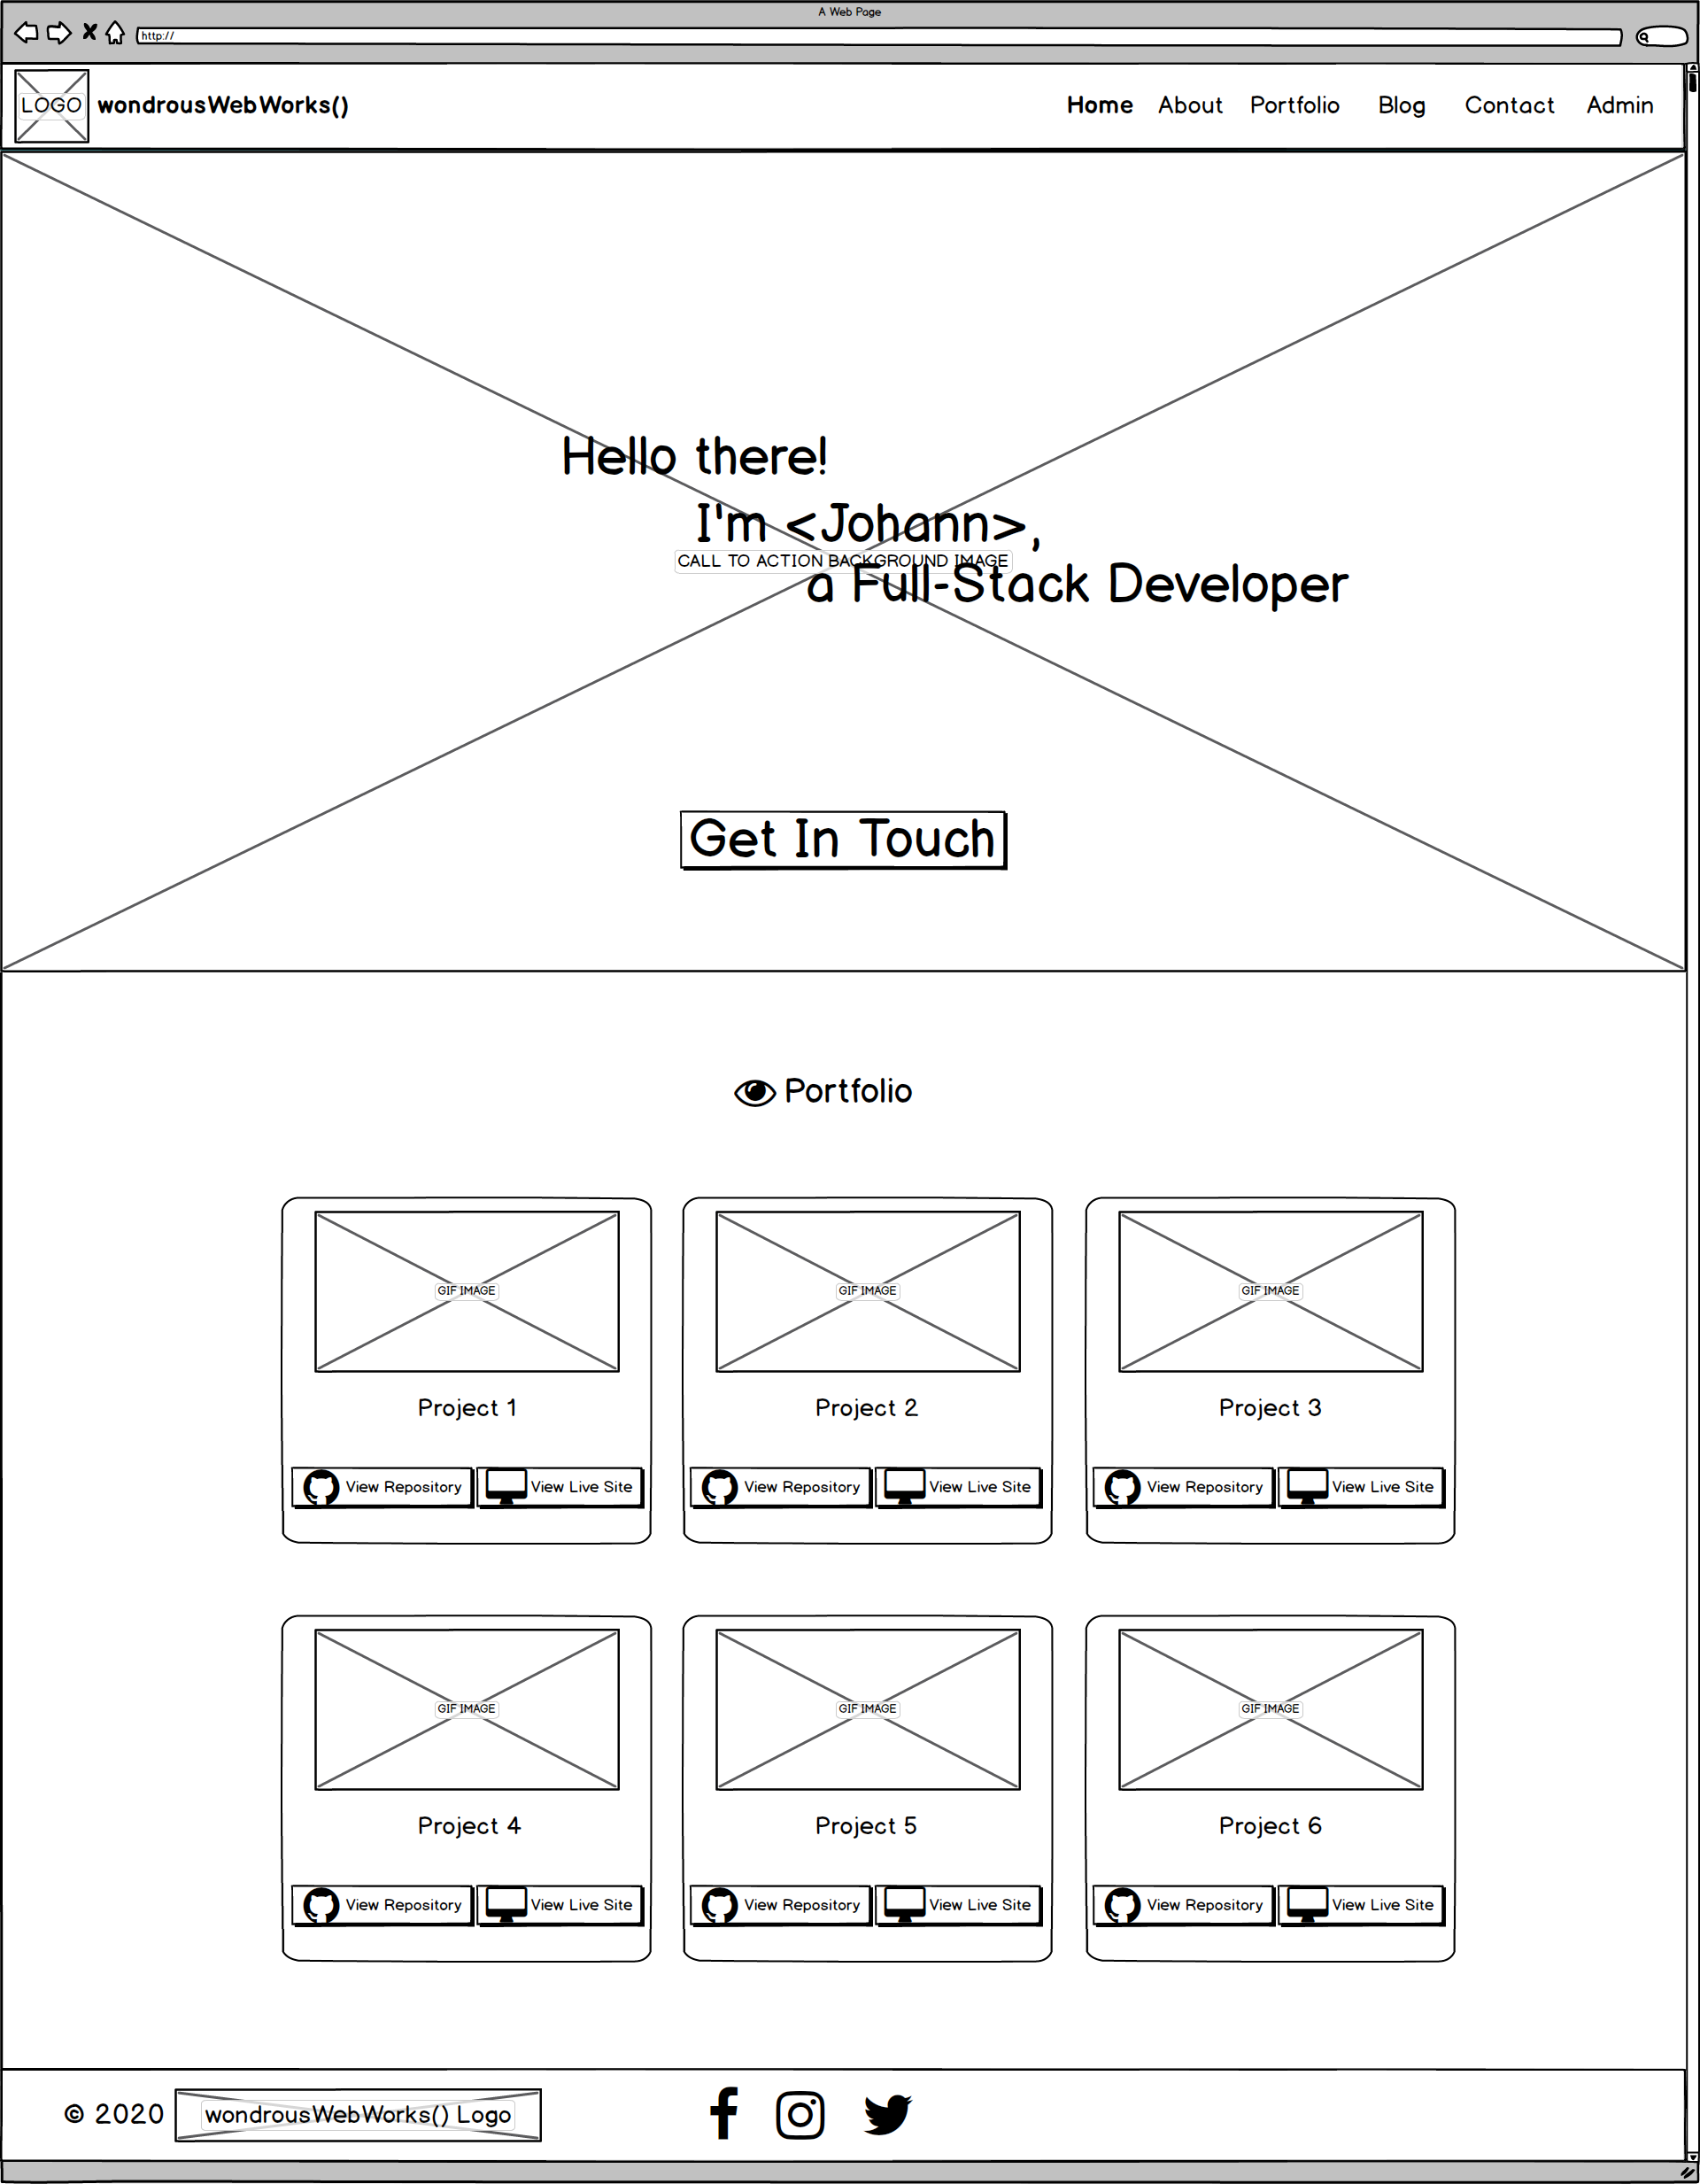 A Web Page
http://
LOGO wondrousWebWorks() Home About Portfolio Blog Contact Admin
Hello there!
I'm <Johann>,
CALL TO ACTION BACKGROUND IMAGE
a Full-Stack Developer
Get In Touch
Portfolio
GIF IMAGE GIF IMAGE GIF IMAGE
Project 1 Project 2 Project 3
View Repository View Live Site View Repository View Live Site View Repository View Live Site
GIF IMAGE GIF IMAGE GIF IMAGE
Project 4 Project 5 Project 6
View Repository View Live Site View Repository View Live Site View Repository View Live Site
© 2020 wondrousWebWorks() Logo